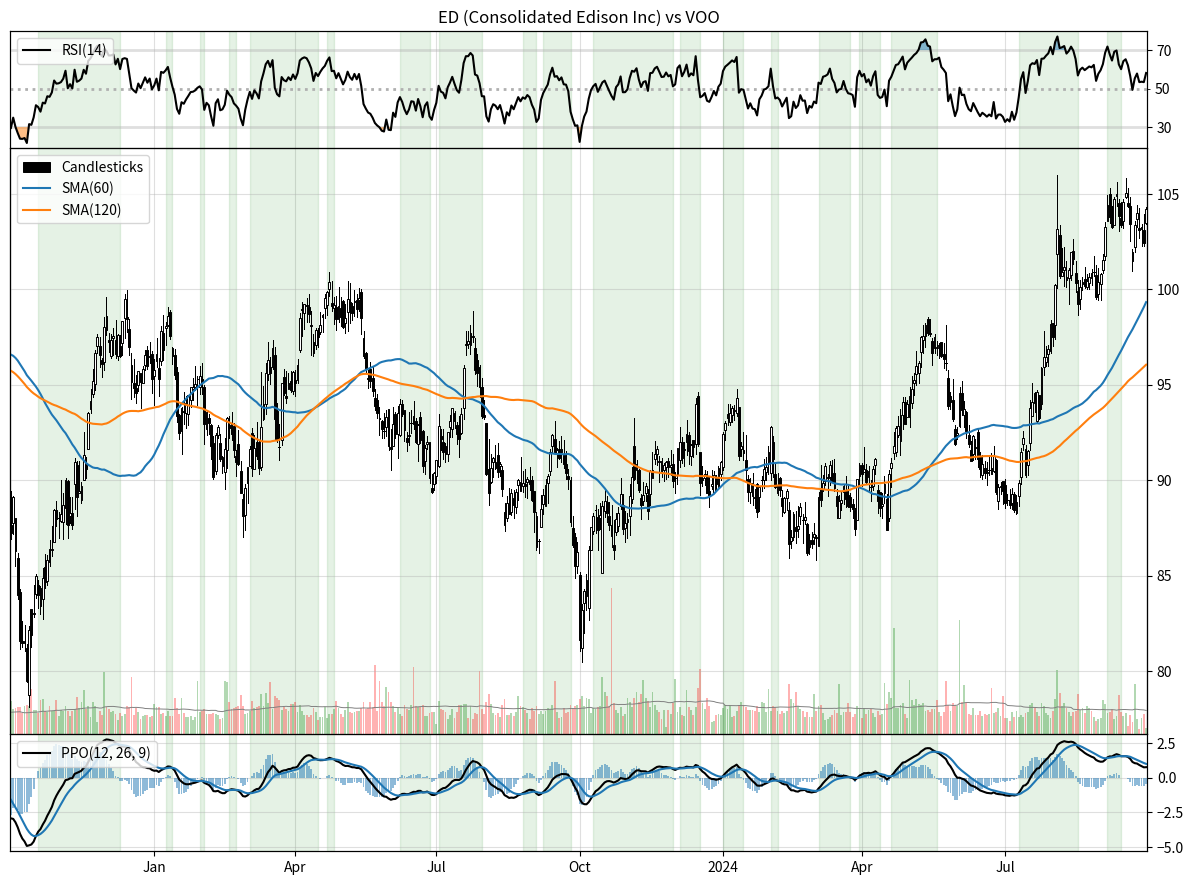 ED (Consolidated Edison Inc) vs VOO
RSI(14)
70
50
30
Candlesticks
SMA(60)
SMA(120)
105
100
95
90
85
80
PPO(12, 26, 9)
2.5
0.0
−2.5
−5.0
Jan Apr Jul Oct 2024 Apr Jul